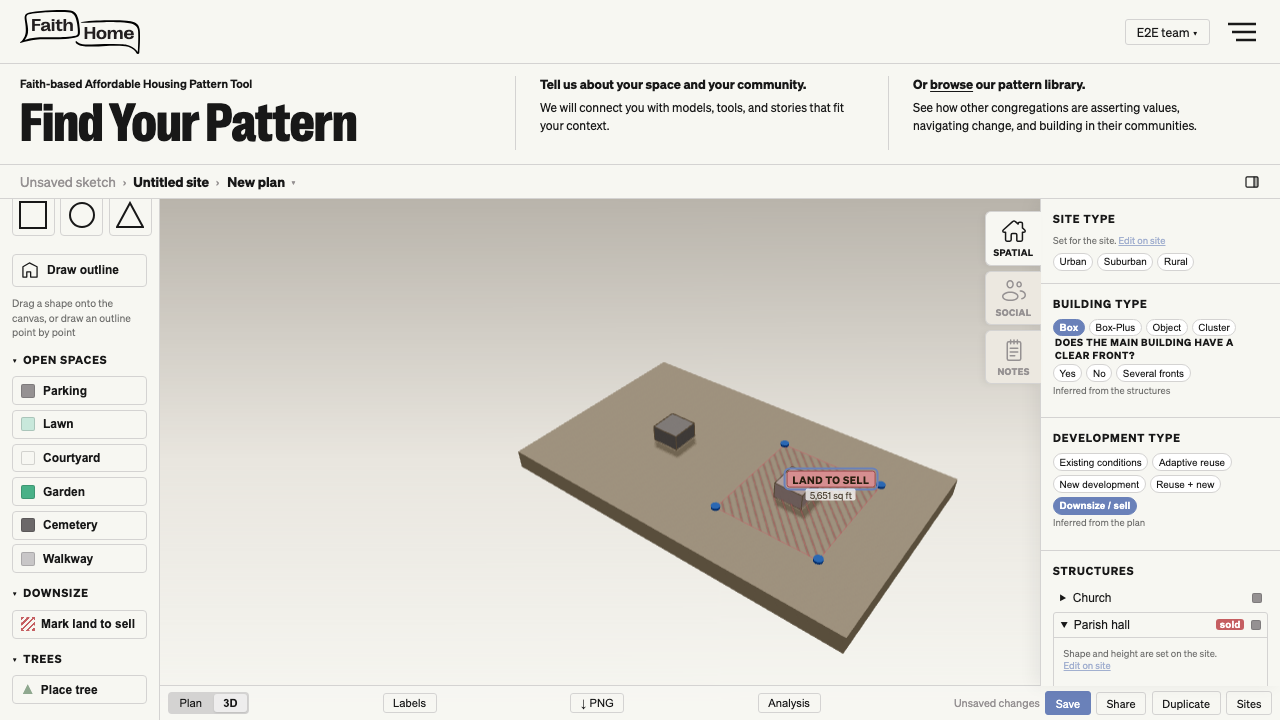 Faith
Home
E2E team ▾
Faith-based Affordable Housing Pattern Tool
Find Your Pattern
Tell us about your space and your community.
We will connect you with models, tools, and stories that fit
your context.
Or browse our pattern library.
See how other congregations are asserting values,
navigating change, and building in their communities.
Unsaved sketch › Untitled site › New plan ▾
Draw outline
Drag a shape onto the
canvas, or draw an outline
point by point
▾ OPEN SPACES
Parking
Lawn
Courtyard
Garden
Cemetery
Walkway
▾ DOWNSIZE
Mark land to sell
▾ TREES
Place tree
LAND TO SELL
5,651 sq ft
SPATIAL
SOCIAL
NOTES
SITE TYPE
Set for the site. Edit on site
Urban Suburban Rural
BUILDING TYPE
Box Box-Plus Object Cluster
DOES THE MAIN BUILDING HAVE A
CLEAR FRONT?
Yes No Several fronts
Inferred from the structures
DEVELOPMENT TYPE
Existing conditions Adaptive reuse
New development Reuse + new
Downsize / sell
Inferred from the plan
STRUCTURES
▶ Church
▼ Parish hall sold
Shape and height are set on the site.
Edit on site
Plan 3D
Labels
↓ PNG
Analysis
Unsaved changes
Save
Share
Duplicate
Sites